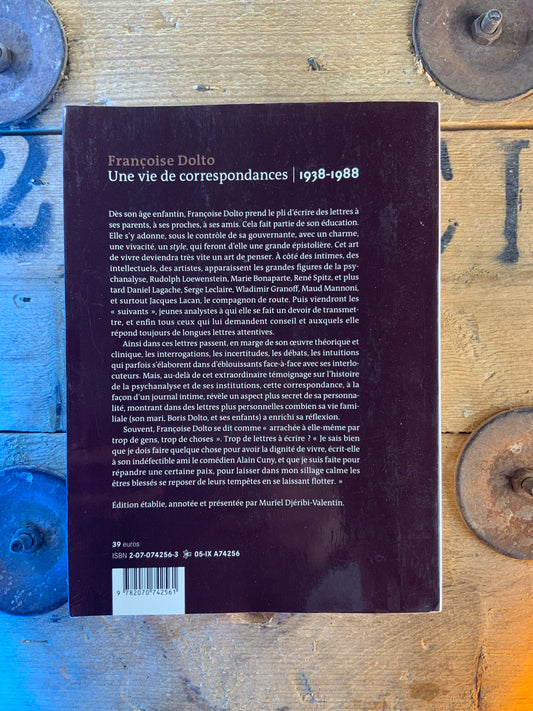 Françoise Dolto
Une vie de correspondances | 1938-1988
Dès son âge enfantin, Françoise Dolto prend le pli d'écrire des lettres à
ses parents, à ses proches, à ses amis. Cela fait partie de son éducation.
Elle s'y adonne, sous le contrôle de sa gouvernante, avec un charme,
une vivacité, un style, qui feront d'elle une grande épistolière. Cet art
de vivre deviendra très vite un art de penser. À côté des intimes, des
intellectuels, des artistes, apparaissent les grandes figures de la psy-
chanalyse, Rudolph Loewenstein, Marie Bonaparte, René Spitz, et plus
tard Daniel Lagache, Serge Leclaire, Wladimir Granoff, Maud Mannoni,
et surtout Jacques Lacan, le compagnon de route. Puis viendront les
« suivants », jeunes analystes à qui elle se fait un devoir de transmet-
tre, et enfin tous ceux qui lui demandent conseil et auxquels elle
répond toujours de longues lettres attentives.
Ainsi dans ces lettres passent, en marge de son œuvre théorique et
clinique, les interrogations, les incertitudes, les débats, les intuitions
qui parfois s'élaborent dans d'éblouissants face-à-face avec ses interlo-
cuteurs. Mais, au-delà de cet extraordinaire témoignage sur l'histoire
de la psychanalyse et de ses institutions, cette correspondance, à la
façon d'un journal intime, révèle un aspect plus secret de sa personna-
lité, montrant dans des lettres plus personnelles combien sa vie fami-
liale (son mari, Boris Dolto, et ses enfants) a enrichi sa réflexion.
Souvent, Françoise Dolto se dit comme « arrachée à elle-même par
trop de gens, trop de choses ». Trop de lettres à écrire ? « Je sais bien
que je dois faire quelque chose pour avoir la dignité de vivre, écrit-elle
à son indéfectible ami le comédien Alain Cuny, et que je suis faite pour
répandre une certaine paix, pour laisser dans mon sillage calme les
êtres blessés se reposer de leurs tempêtes en se laissant flotter. »
Édition établie, annotée et présentée par Muriel Djéribi-Valentin.
39 euros
ISBN 2-07-074256-3 05-IX A74256
9 782070 742561
2